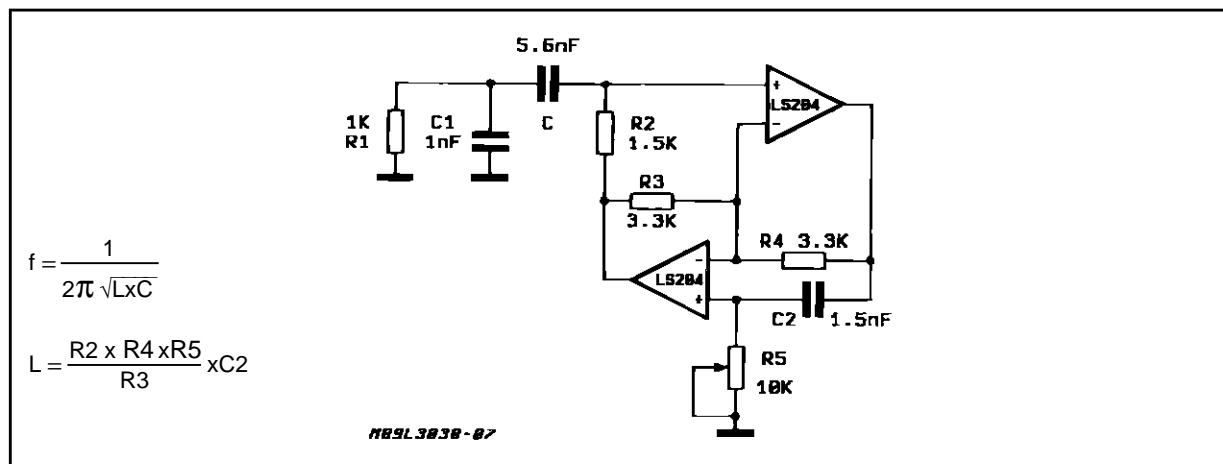 5.6nF
LS204
1K
R1
C1
1nF
C
R2
1.5K
R3
3.3K
R4 3.3K
LS204
C2
1.5nF
R5
10K
f = 1 / 2π √LxC
L = R2 x R4 xR5 / R3 xC2
M89L3030-07
+
-
-
+